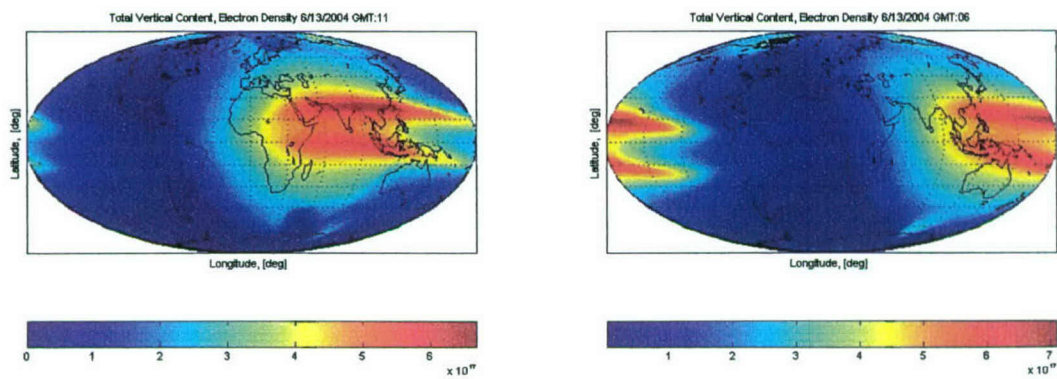 Total Vertical Content, Electron Density 6/13/2004 GMT:11
Latitude, [deg]
Longitude, [deg]
0 1 2 3 4 5 6
Total Vertical Content, Electron Density 6/13/2004 GMT:06
Latitude, [deg]
Longitude, [deg]
1 2 3 4 5 6 7